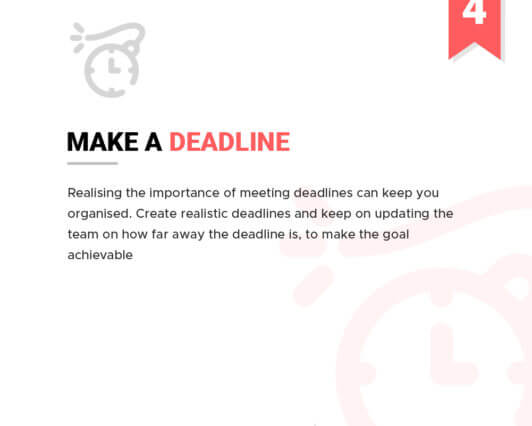 4
MAKE A DEADLINE
Realising the importance of meeting deadlines can keep you
organised. Create realistic deadlines and keep on updating the
team on how far away the deadline is, to make the goal
achievable